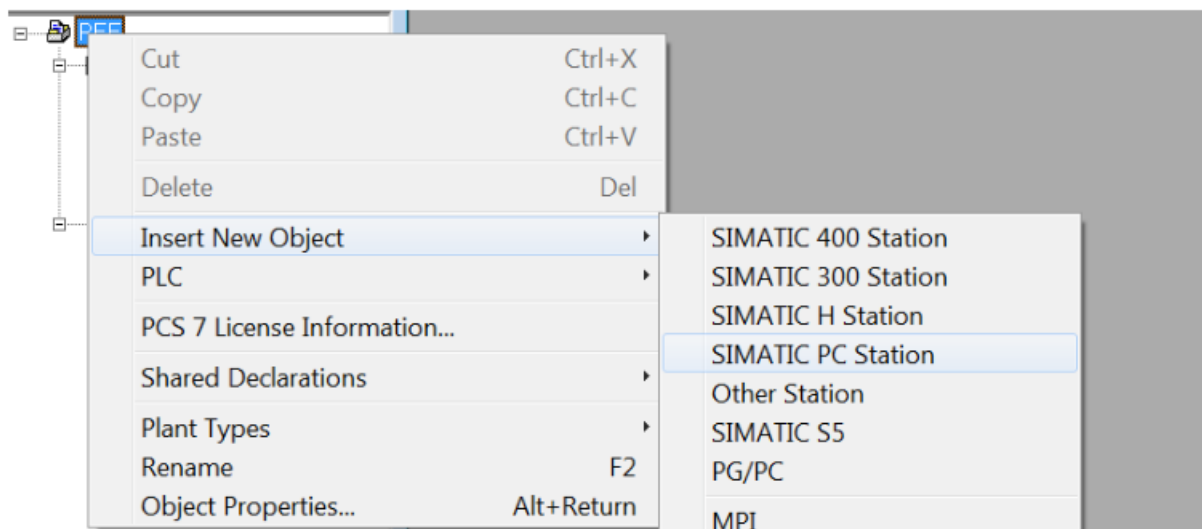 Cut Ctrl+X
Copy Ctrl+C
Paste Ctrl+V
Delete Del
Insert New Object
PLC
PCS 7 License Information...
Shared Declarations
Plant Types
Rename F2
Object Properties... Alt+Return
SIMATIC 400 Station
SIMATIC 300 Station
SIMATIC H Station
SIMATIC PC Station
Other Station
SIMATIC S5
PG/PC
MPI